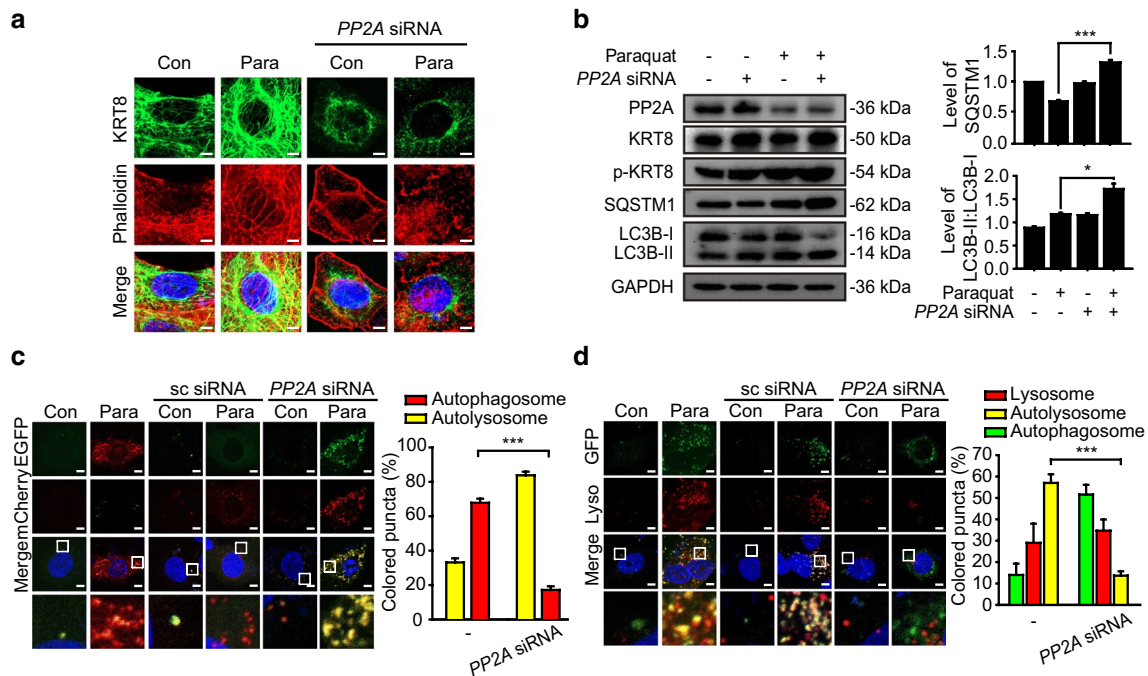 a
PP2A siRNA
Con Para Con Para
KRT8
Phalloidin
Merge
b
Paraquat - - + +
PP2A siRNA - + - +
PP2A -36 kDa
KRT8 -50 kDa
p-KRT8 -54 kDa
SQSTM1 -62 kDa
LC3B-I -16 kDa
LC3B-II -14 kDa
GAPDH -36 kDa
Level of
SQSTM1
1.5
1.0
0.5
0
***
Level of
LC3B-II:LC3B-I
2.0
1.5
1.0
0.5
0
*
Paraquat - + - +
PP2A siRNA - - + +
c
sc siRNA PP2A siRNA
Con Para Con Para Con Para
EGFP
mCherry
Merge
Autophagosome
Autolysosome
Colored puncta (%)
100
80
60
40
20
0
***
- PP2A siRNA
d
sc siRNA PP2A siRNA
Con Para Con Para Con Para
GFP
Lyso
Merge
Lysosome
Autolysosome
Autophagosome
Colored puncta (%)
70
60
50
40
30
20
10
0
***
- PP2A siRNA